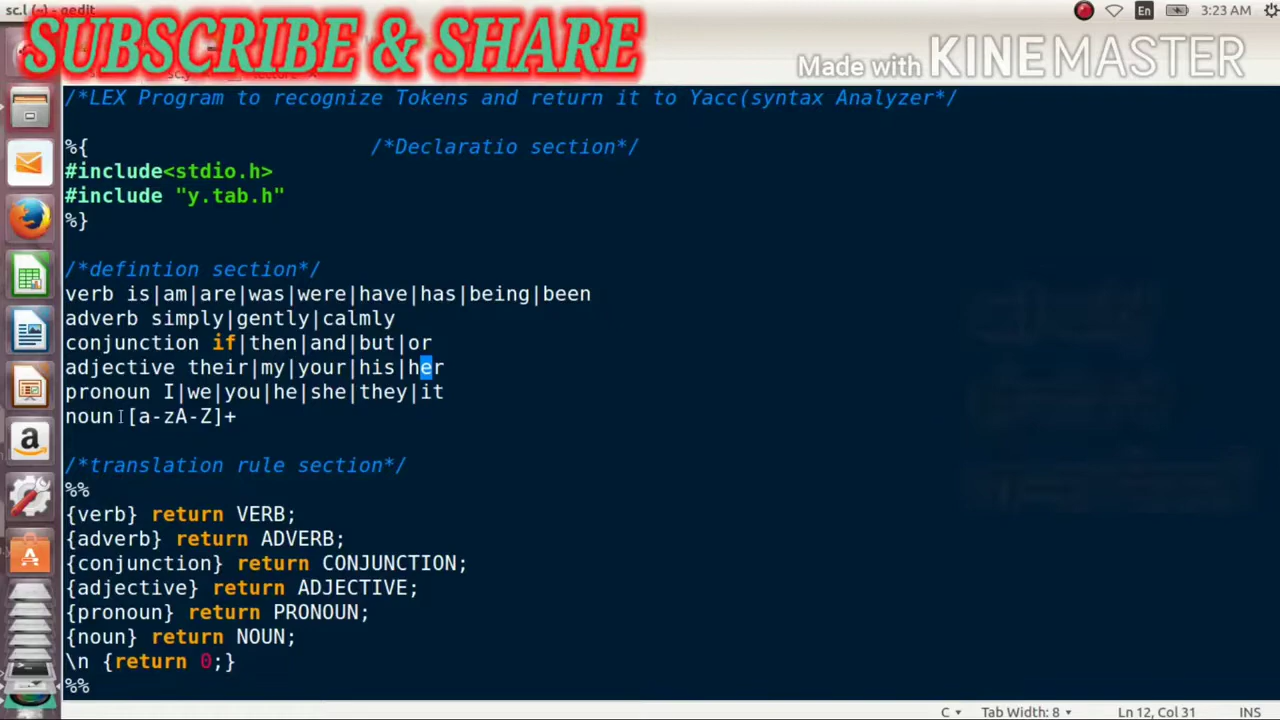 sc.l (~) - gedit
En
3:23 AM
SUBSCRIBE & SHARE
Made with KINEMASTER
/*LEX Program to recognize Tokens and return it to Yacc(syntax Analyzer*/
%{ /*Declaratio section*/
#include<stdio.h>
#include "y.tab.h"
%}
/*defintion section*/
verb is|am|are|was|were|have|has|being|been
adverb simply|gently|calmly
conjunction if|then|and|but|or
adjective their|my|your|his|her
pronoun I|we|you|he|she|they|it
noun [a-zA-Z]+
/*translation rule section*/
%%
{verb} return VERB;
{adverb} return ADVERB;
{conjunction} return CONJUNCTION;
{adjective} return ADJECTIVE;
{pronoun} return PRONOUN;
{noun} return NOUN;
\n {return 0;}
%%
C Tab Width: 8 Ln 12, Col 31 INS